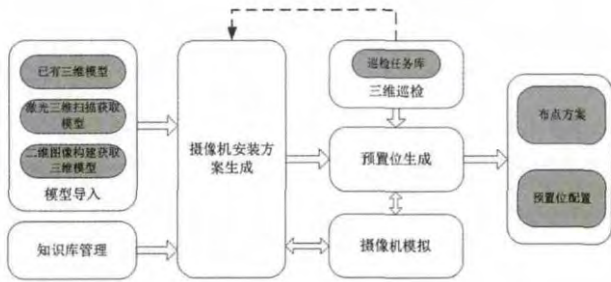 已有三维模型
激光三维扫描获取
模型
二维图像构建获取
三维模型
模型导入
知识库管理
摄像机安装方
案生成
巡检任务库
三维巡检
预置位生成
摄像机模拟
布点方案
预置位配置